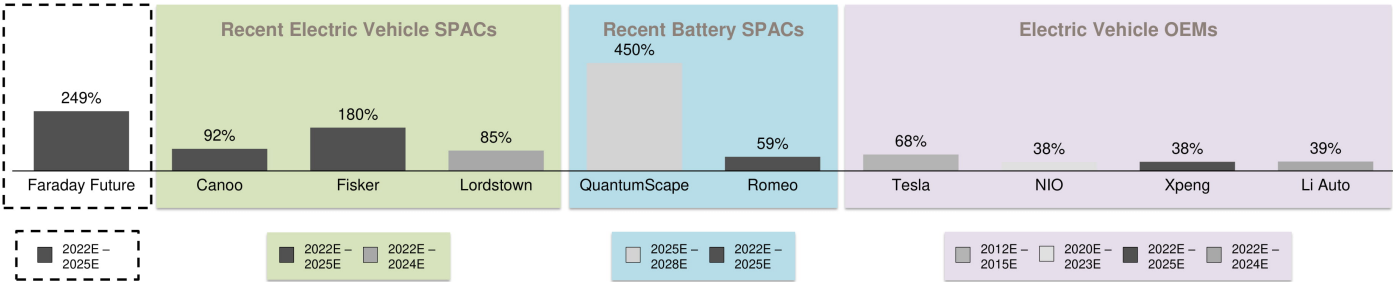 Recent Electric Vehicle SPACs
Recent Battery SPACs
Electric Vehicle OEMs
249%
92%
180%
85%
450%
59%
68%
38%
38%
39%
Faraday Future
Canoo
Fisker
Lordstown
QuantumScape
Romeo
Tesla
NIO
Xpeng
Li Auto
2022E –
2025E
2022E –
2025E
2022E –
2024E
2025E –
2028E
2022E –
2025E
2012E –
2015E
2020E –
2023E
2022E –
2025E
2022E –
2024E